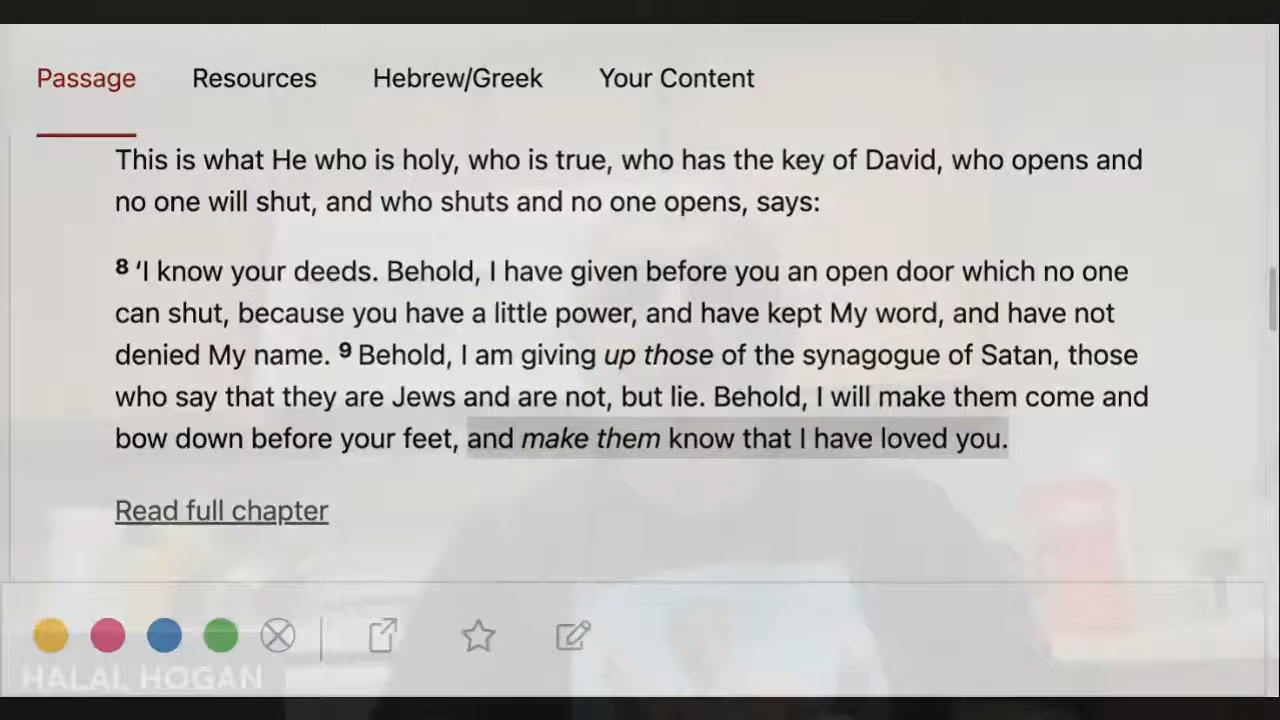 Passage Resources Hebrew/Greek Your Content
This is what He who is holy, who is true, who has the key of David, who opens and
no one will shut, and who shuts and no one opens, says:
8 ‘I know your deeds. Behold, I have given before you an open door which no one
can shut, because you have a little power, and have kept My word, and have not
denied My name. 9 Behold, I am giving up those of the synagogue of Satan, those
who say that they are Jews and are not, but lie. Behold, I will make them come and
bow down before your feet, and make them know that I have loved you.
Read full chapter
HALAL HOGAN